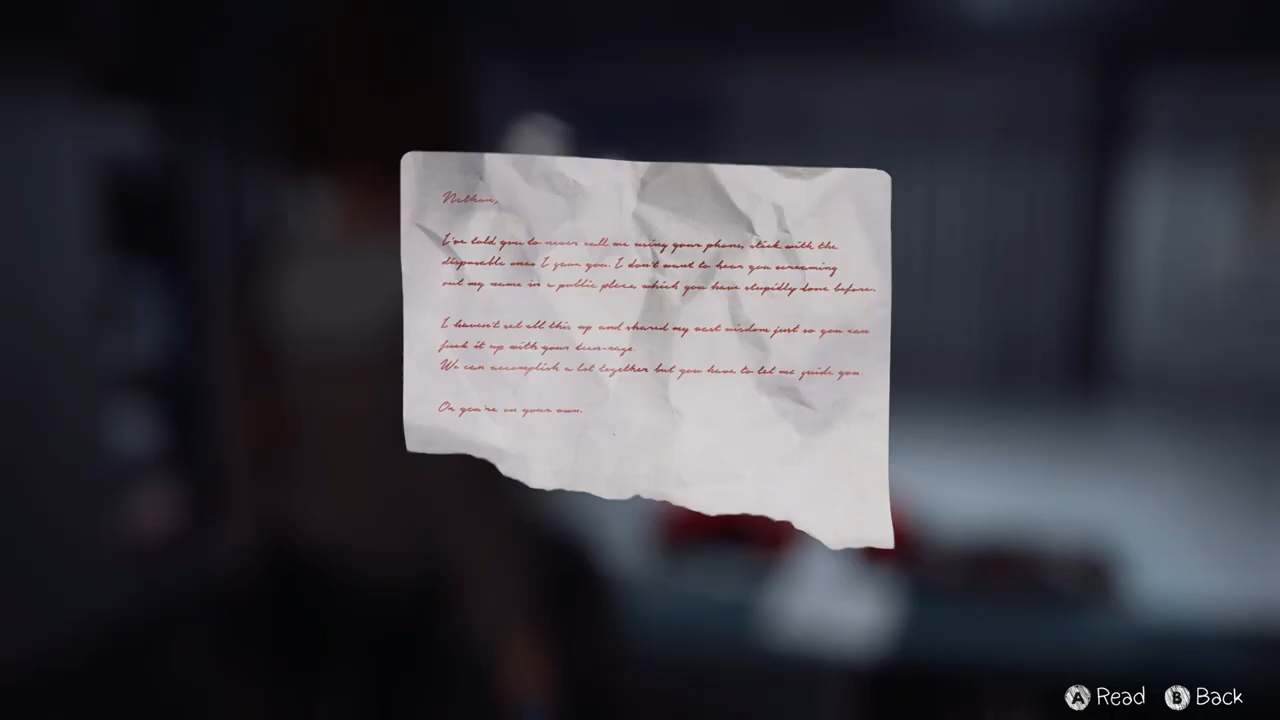 Nathan,
I've told you to never call me using your phone, stick with the
disposable ones I gave you. I don't want to hear you screaming
out my name in a public place, which you have stupidly done before.
I haven't set all this up and shared my vast wisdom just so you can
fuck it up with your teen-rage.
We can accomplish a lot together but you have to let me guide you.
Or you're on your own.
A Read B Back